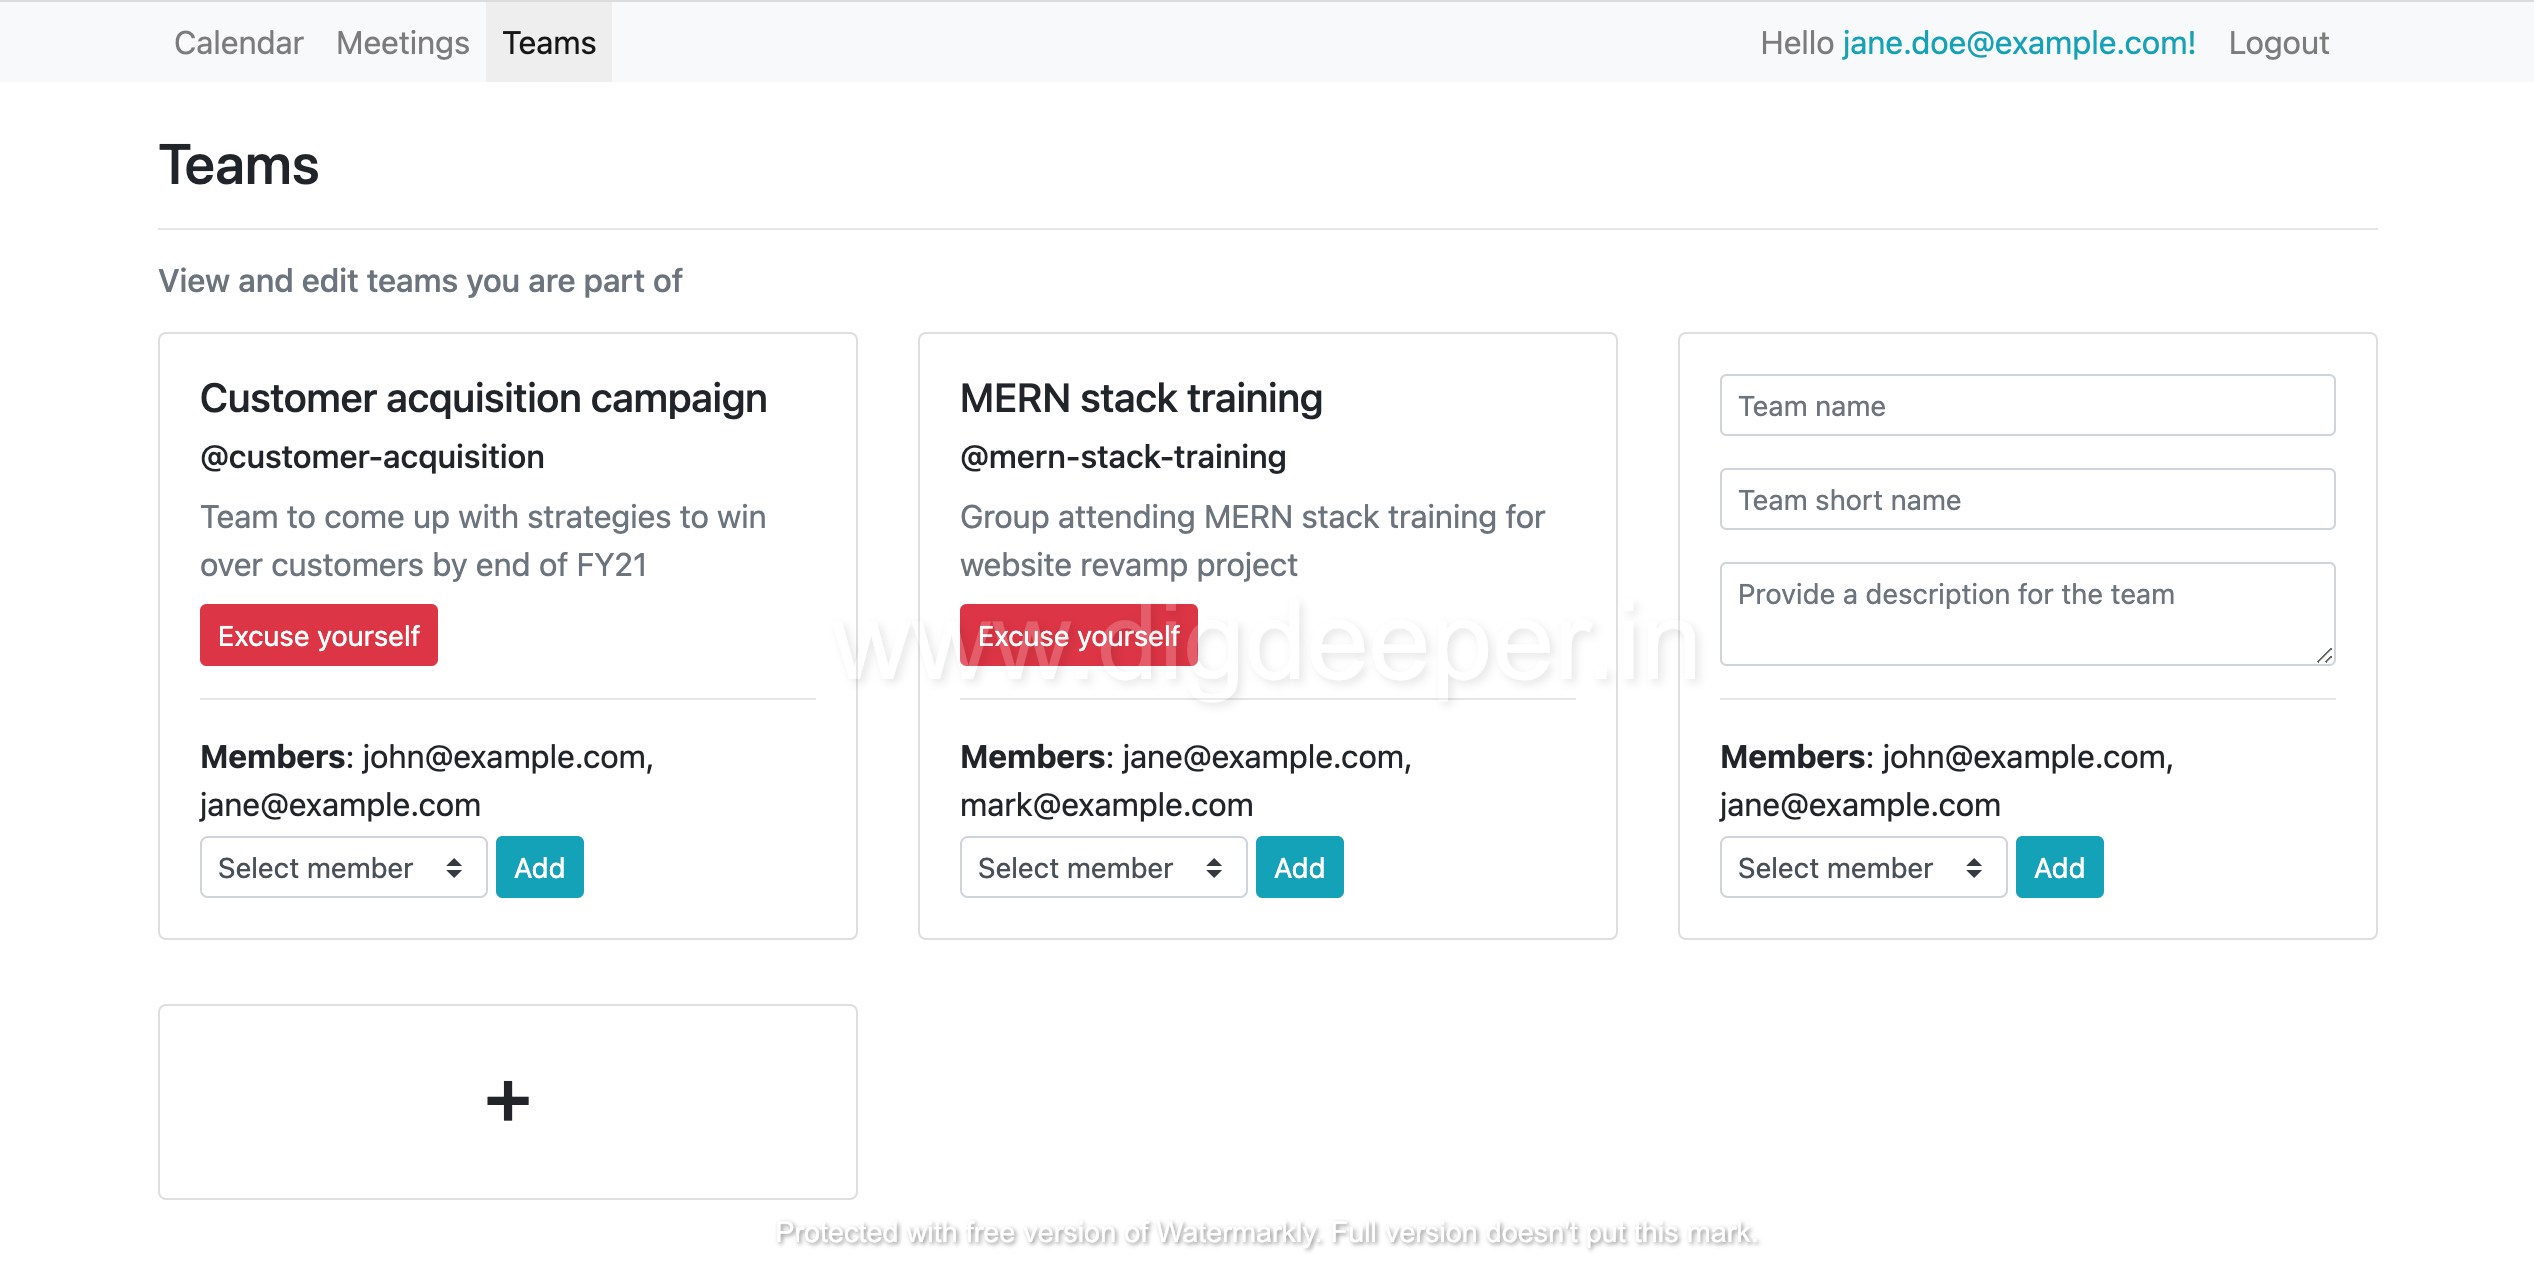 Calendar Meetings Teams Hello jane.doe@example.com! Logout
Teams
View and edit teams you are part of
Customer acquisition campaign
@customer-acquisition
Team to come up with strategies to win
over customers by end of FY21
Excuse yourself
Members: john@example.com,
jane@example.com
Select member Add
MERN stack training
@mern-stack-training
Group attending MERN stack training for
website revamp project
Excuse yourself
Members: jane@example.com,
mark@example.com
Select member Add
Team name
Team short name
Provide a description for the team
Members: john@example.com,
jane@example.com
Select member Add
+
www.digdeeper.in
Protected with free version of Watermarkly. Full version doesn't put this mark.